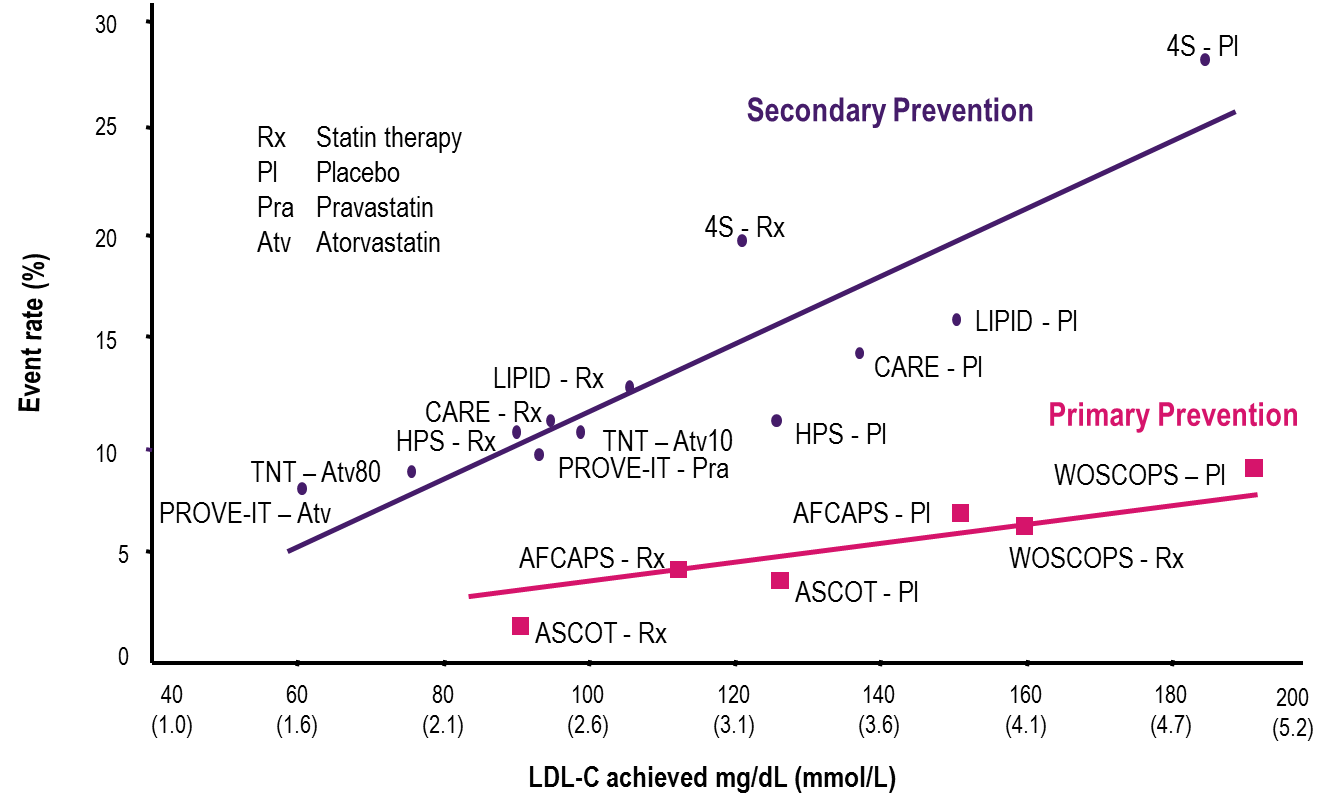 30
25
20
15
10
5
0
Event rate (%)
Rx Statin therapy
Pl Placebo
Pra Pravastatin
Atv Atorvastatin
Secondary Prevention
4S - Pl
4S - Rx
LIPID - Pl
CARE - Pl
LIPID - Rx
CARE - Rx
HPS - Rx
TNT – Atv10
HPS - Pl
PROVE-IT - Pra
TNT – Atv80
PROVE-IT – Atv
Primary Prevention
WOSCOPS – Pl
AFCAPS - Pl
WOSCOPS - Rx
AFCAPS - Rx
ASCOT - Pl
ASCOT - Rx
40 60 80 100 120 140 160 180 200
(1.0) (1.6) (2.1) (2.6) (3.1) (3.6) (4.1) (4.7) (5.2)
LDL-C achieved mg/dL (mmol/L)